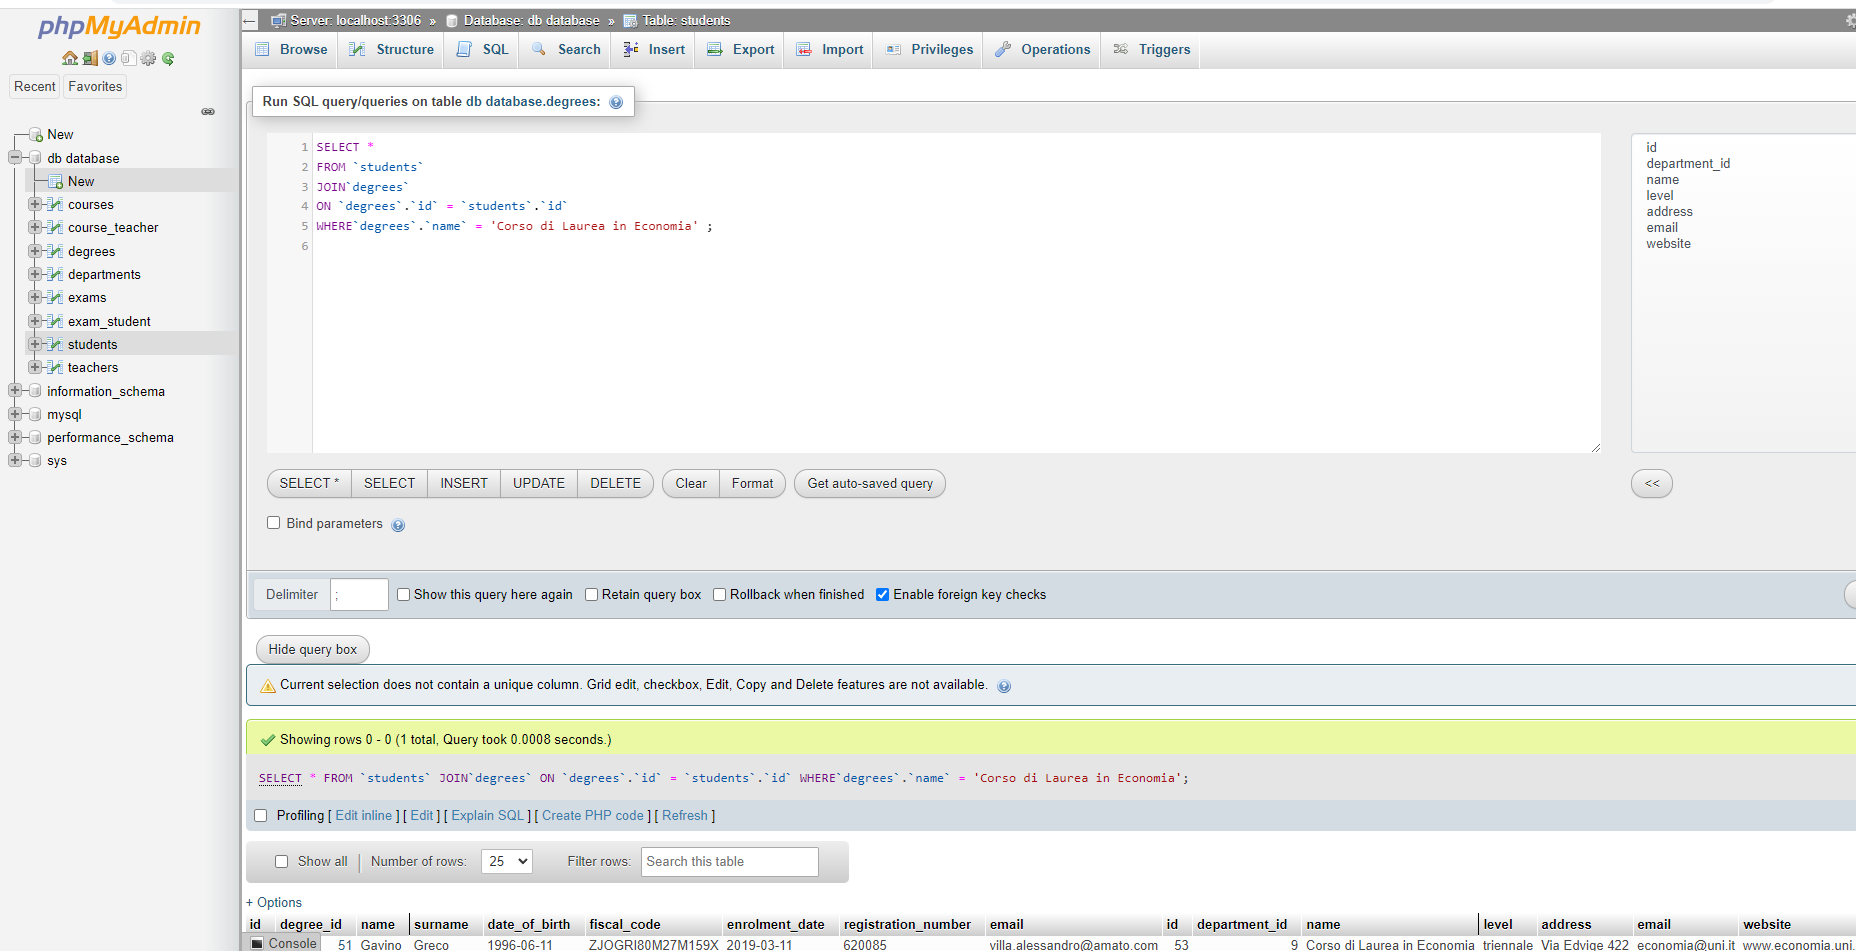 phpMyAdmin
Recent Favorites
New
db database
New
courses
course_teacher
degrees
departments
exams
exam_student
students
teachers
information_schema
mysql
performance_schema
sys
Server: localhost:3306 » Database: db database » Table: students
Browse Structure SQL Search Insert Export Import Privileges Operations Triggers
Run SQL query/queries on table db database.degrees:
1 SELECT *
2 FROM `students`
3 JOIN`degrees`
4 ON `degrees`.`id` = `students`.`id`
5 WHERE`degrees`.`name` = 'Corso di Laurea in Economia' ;
6
id
department_id
name
level
address
email
website
SELECT * SELECT INSERT UPDATE DELETE Clear Format Get auto-saved query <<
Bind parameters
Delimiter ; Show this query here again Retain query box Rollback when finished Enable foreign key checks
Hide query box
Current selection does not contain a unique column. Grid edit, checkbox, Edit, Copy and Delete features are not available.
Showing rows 0 - 0 (1 total, Query took 0.0008 seconds.)
SELECT * FROM `students` JOIN`degrees` ON `degrees`.`id` = `students`.`id` WHERE`degrees`.`name` = 'Corso di Laurea in Economia';
Profiling [ Edit inline ] [ Edit ] [ Explain SQL ] [ Create PHP code ] [ Refresh ]
Show all Number of rows: 25 Filter rows: Search this table
+ Options
id degree_id name surname date_of_birth fiscal_code enrolment_date registration_number email id department_id name level address email website
Console 51 Gavino Greco 1996-06-11 ZJOGRI80M27M159X 2019-03-11 620085 villa.alessandro@amato.com 53 9 Corso di Laurea in Economia triennale Via Edvige 422 economia@uni.it www.economia.uni.